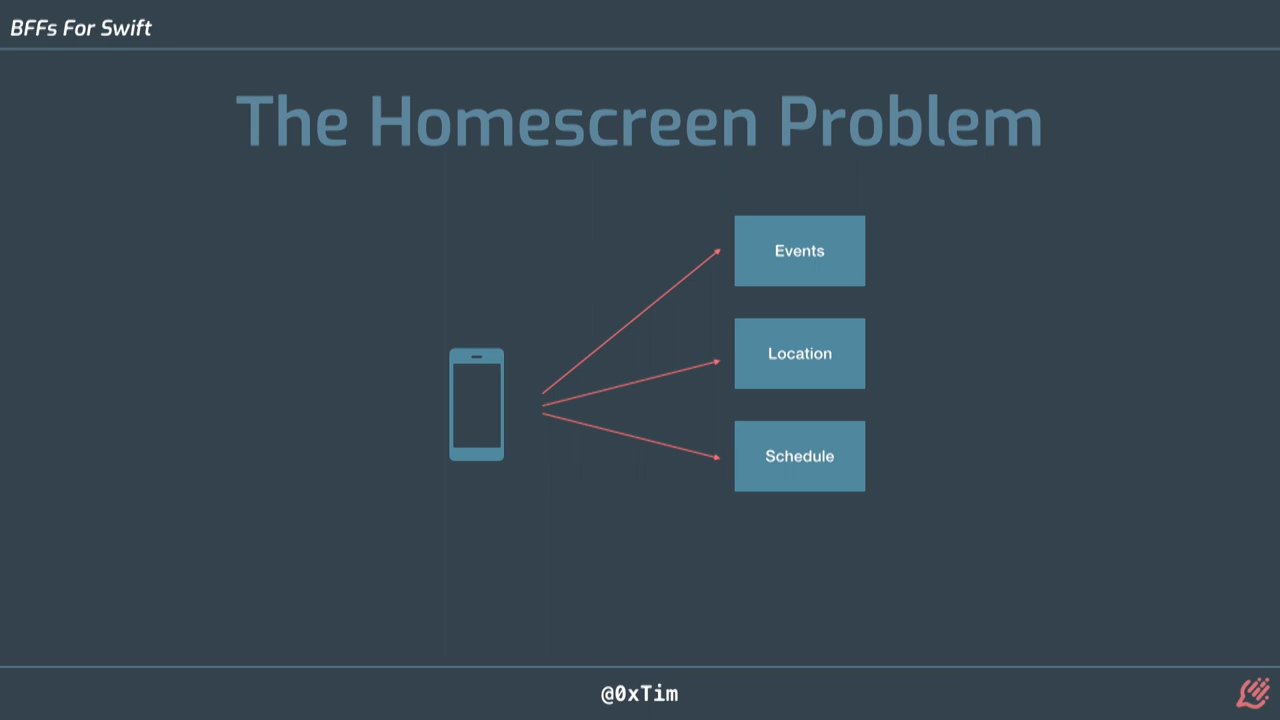 BFFs For Swift
The Homescreen Problem
Events
Location
Schedule
@0xTim